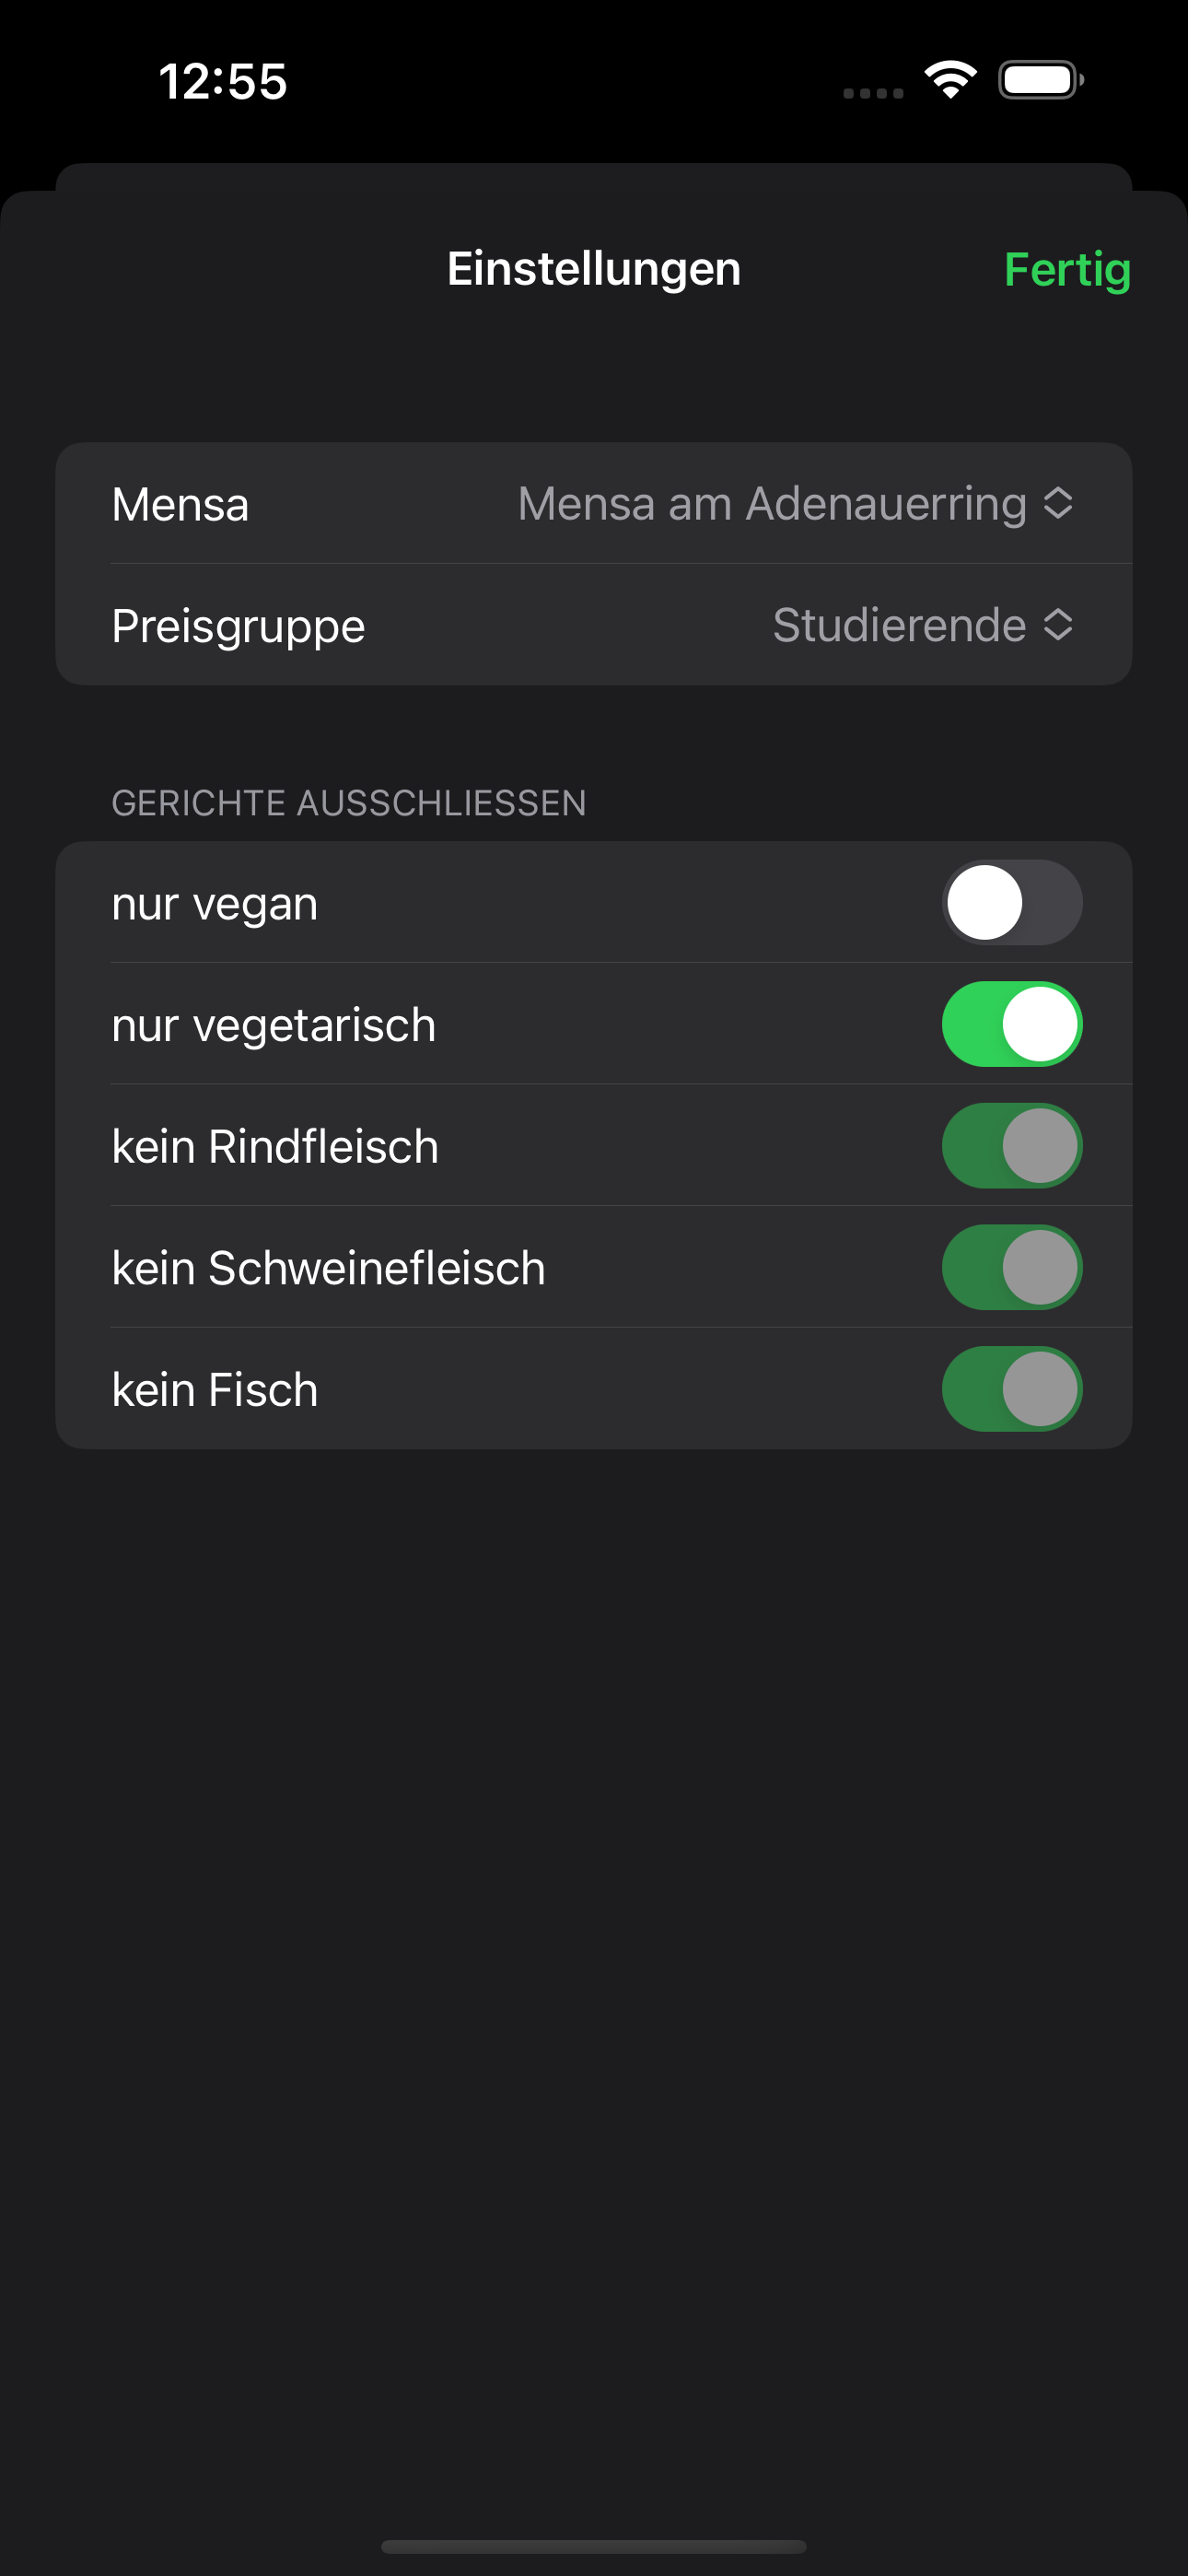 12:55
Einstellungen Fertig
Mensa Mensa am Adenauerring
Preisgruppe Studierende
GERICHTE AUSSCHLIESSEN
nur vegan
nur vegetarisch
kein Rindfleisch
kein Schweinefleisch
kein Fisch